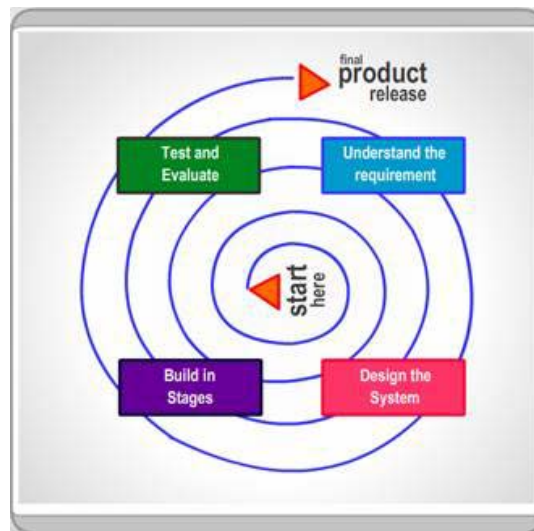 final
product
release
Test and
Evaluate
Understand the
requirement
start
here
Build in
Stages
Design the
System